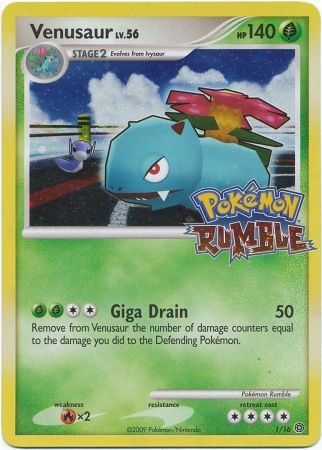 Venusaur LV.56
HP 140
STAGE2 Evolves from Ivysaur
POKéMON
RUMBLE
Giga Drain 50
Remove from Venusaur the number of damage counters equal
to the damage you did to the Defending Pokémon.
Pokémon Rumble
weakness resistance retreat cost
×2
©2009 Pokémon/Nintendo
1/16